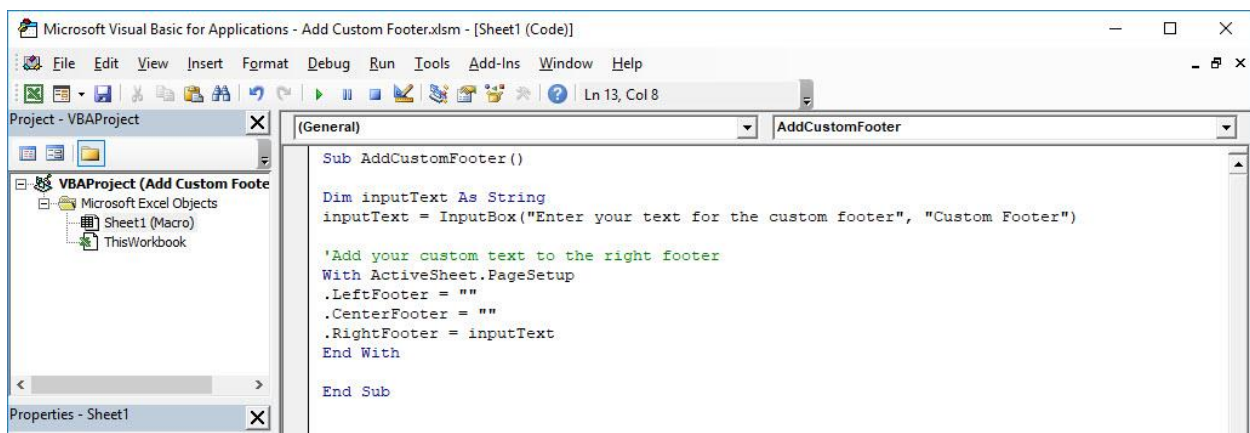 Microsoft Visual Basic for Applications - Add Custom Footer.xlsm - [Sheet1 (Code)]
File Edit View Insert Format Debug Run Tools Add-Ins Window Help
Ln 13, Col 8
Project - VBAProject
(General) AddCustomFooter
VBAProject (Add Custom Foote
Microsoft Excel Objects
Sheet1 (Macro)
ThisWorkbook
Sub AddCustomFooter()
Dim inputText As String
inputText = InputBox("Enter your text for the custom footer", "Custom Footer")
'Add your custom text to the right footer
With ActiveSheet.PageSetup
.LeftFooter = ""
.CenterFooter = ""
.RightFooter = inputText
End With
End Sub
Properties - Sheet1